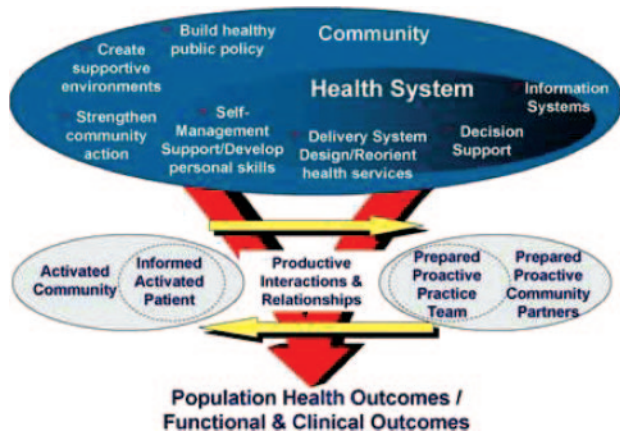 Build healthy
public policy
Community
Create
supportive
environments
Health System
Information
Systems
Strengthen
community
action
Self-
Management
Support/Develop
personal skills
Delivery System
Design/Reorient
health services
Decision
Support
Activated
Community
Informed
Activated
Patient
Productive
Interactions &
Relationships
Prepared
Proactive
Practice
Team
Prepared
Proactive
Community
Partners
Population Health Outcomes /
Functional & Clinical Outcomes